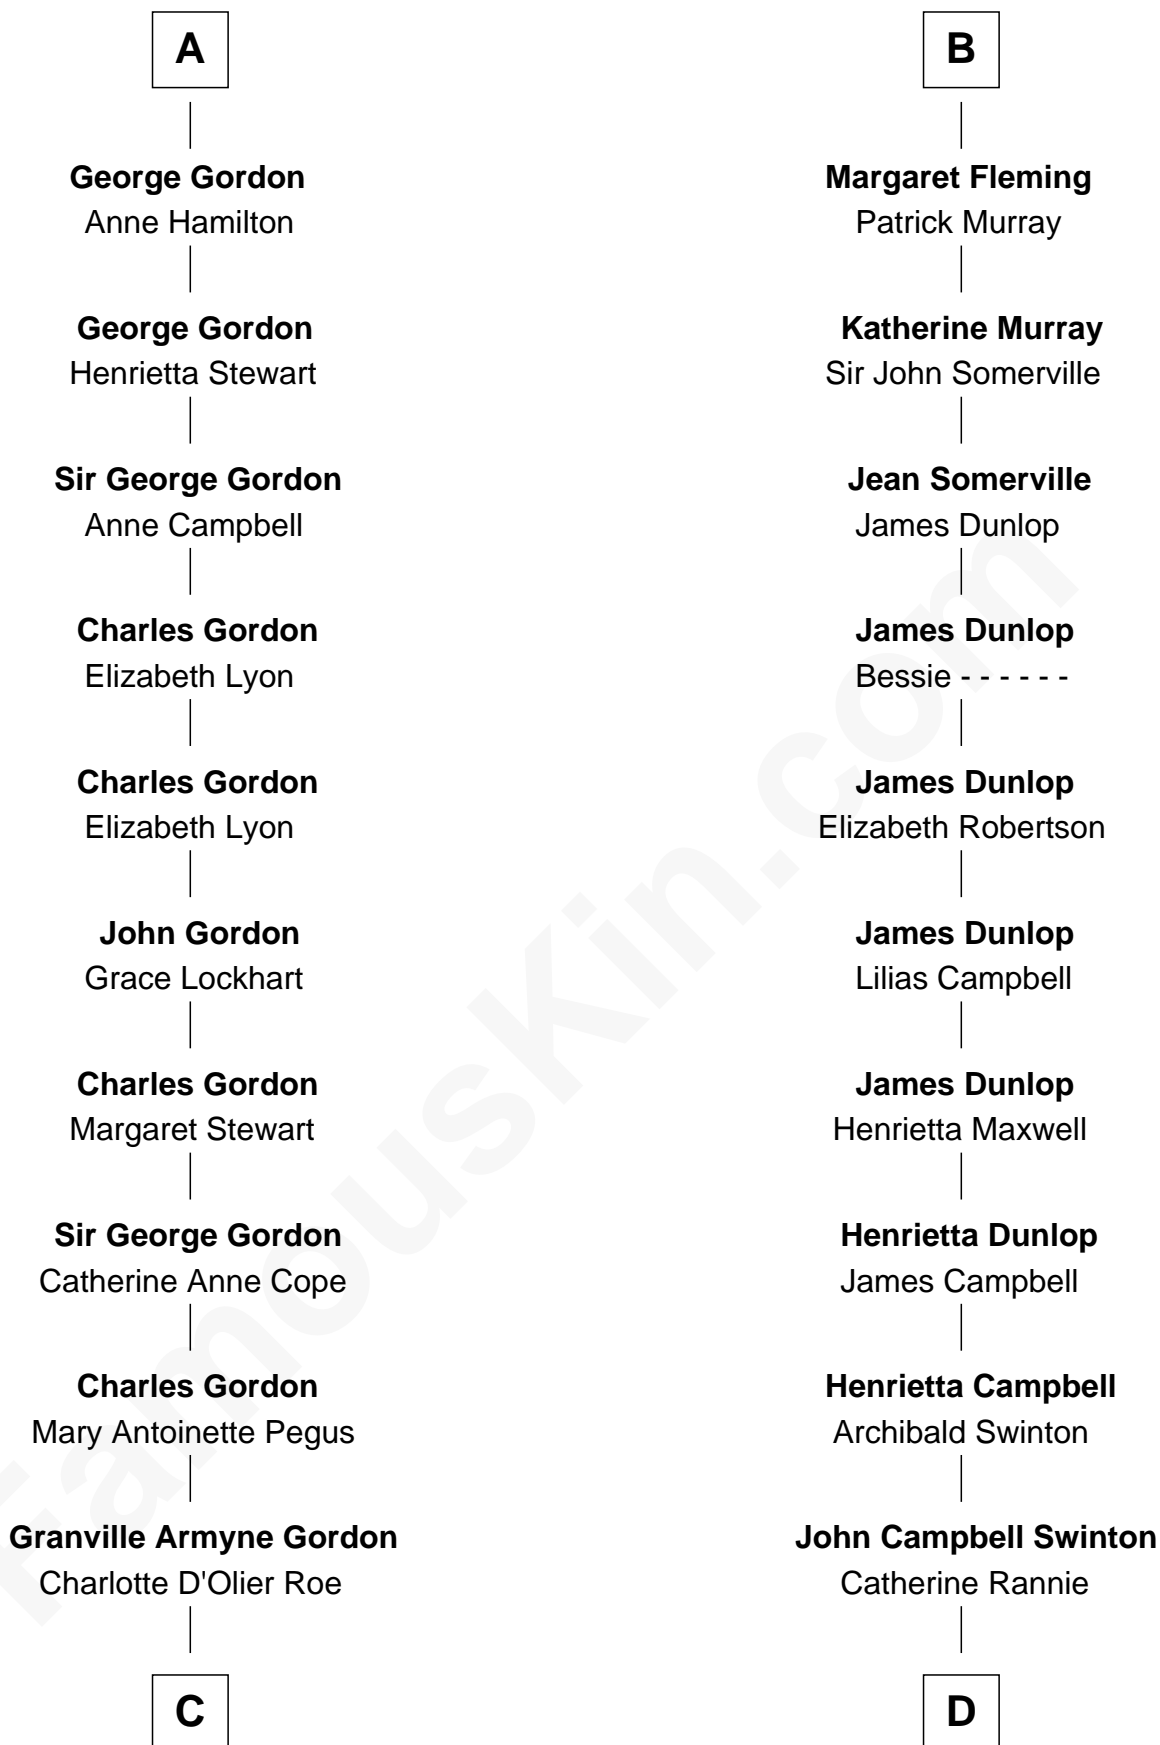 A
George Gordon
Anne Hamilton
George Gordon
Henrietta Stewart
Sir George Gordon
Anne Campbell
Charles Gordon
Elizabeth Lyon
Charles Gordon
Elizabeth Lyon
John Gordon
Grace Lockhart
Charles Gordon
Margaret Stewart
Sir George Gordon
Catherine Anne Cope
Charles Gordon
Mary Antoinette Pegus
Granville Armyne Gordon
Charlotte D'Olier Roe
C
B
Margaret Fleming
Patrick Murray
Katherine Murray
Sir John Somerville
Jean Somerville
James Dunlop
James Dunlop
Bessie - - - - - -
James Dunlop
Elizabeth Robertson
James Dunlop
Lilias Campbell
James Dunlop
Henrietta Maxwell
Henrietta Dunlop
James Campbell
Henrietta Campbell
Archibald Swinton
John Campbell Swinton
Catherine Rannie
D
FamousKin.com